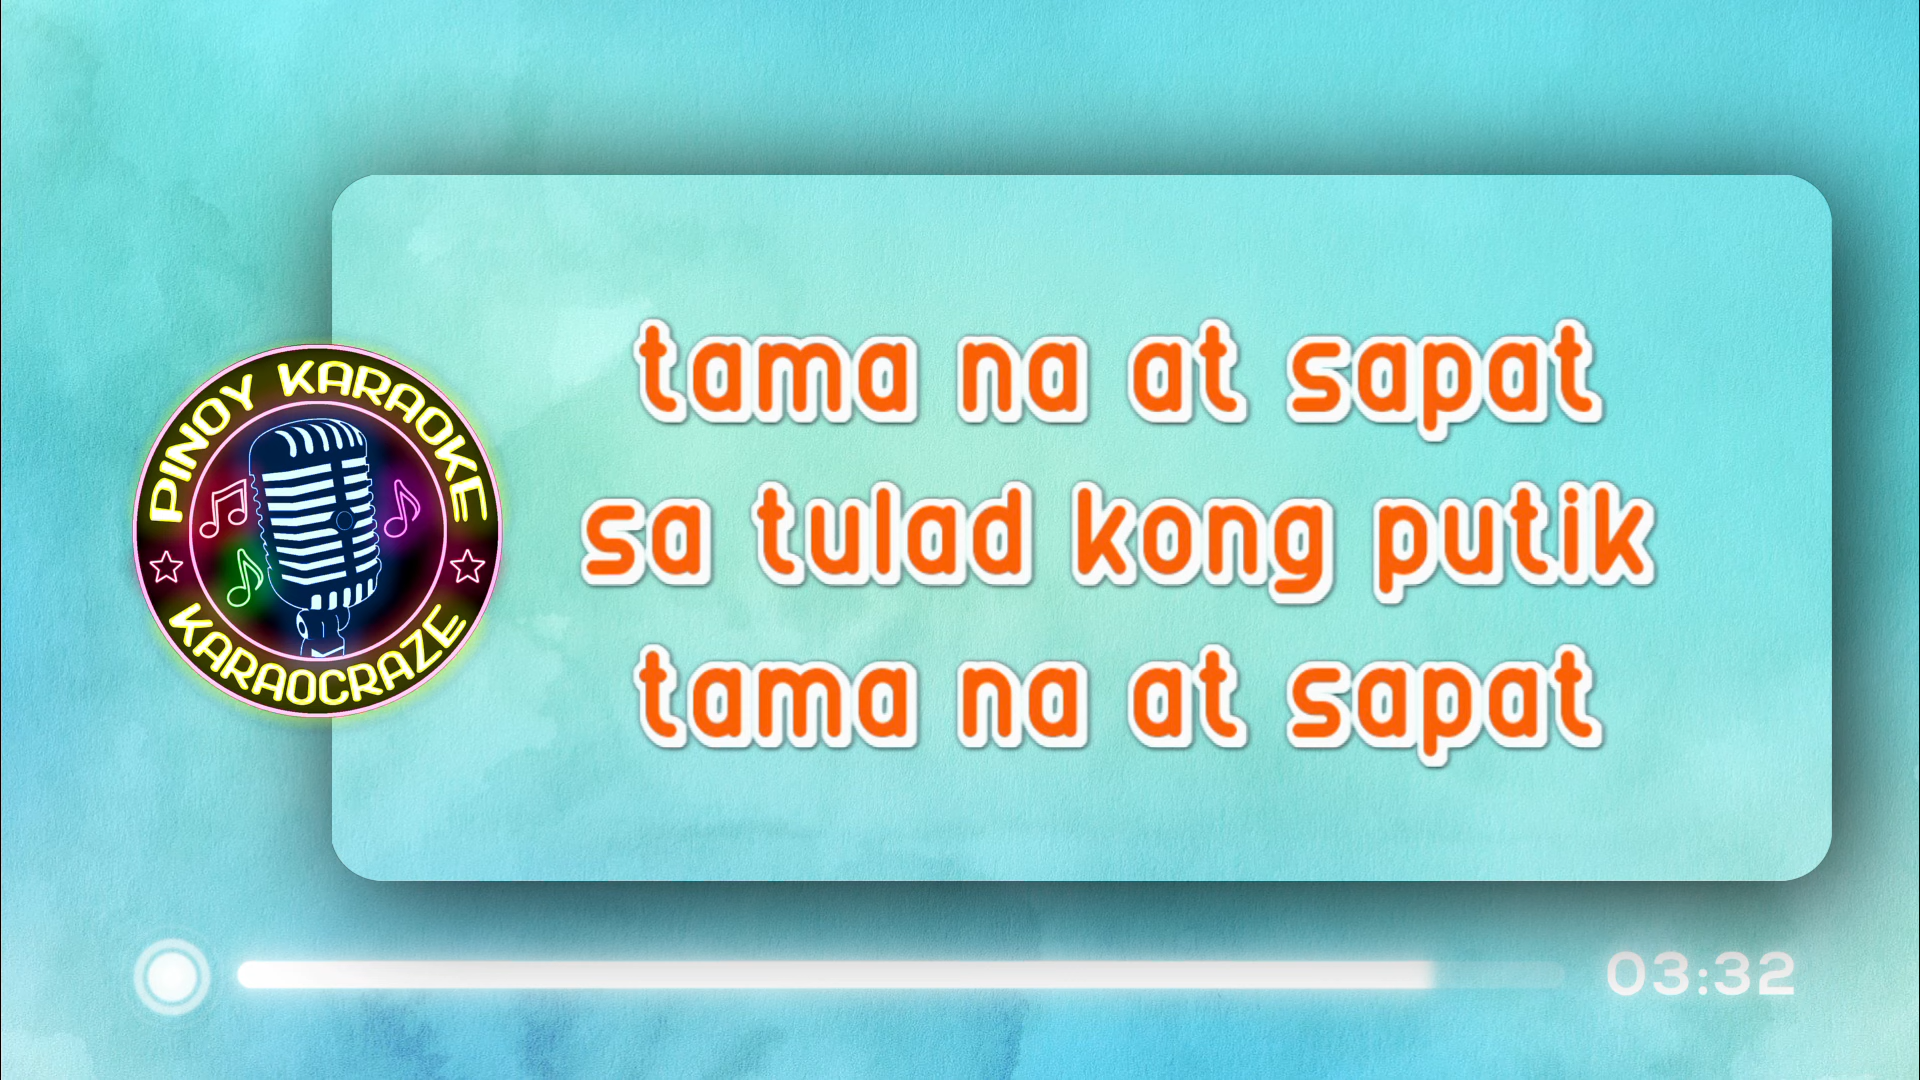 PINOY KARAOKE
KARAOCRAZE
tama na at sapat
sa tulad kong putik
tama na at sapat
03:32